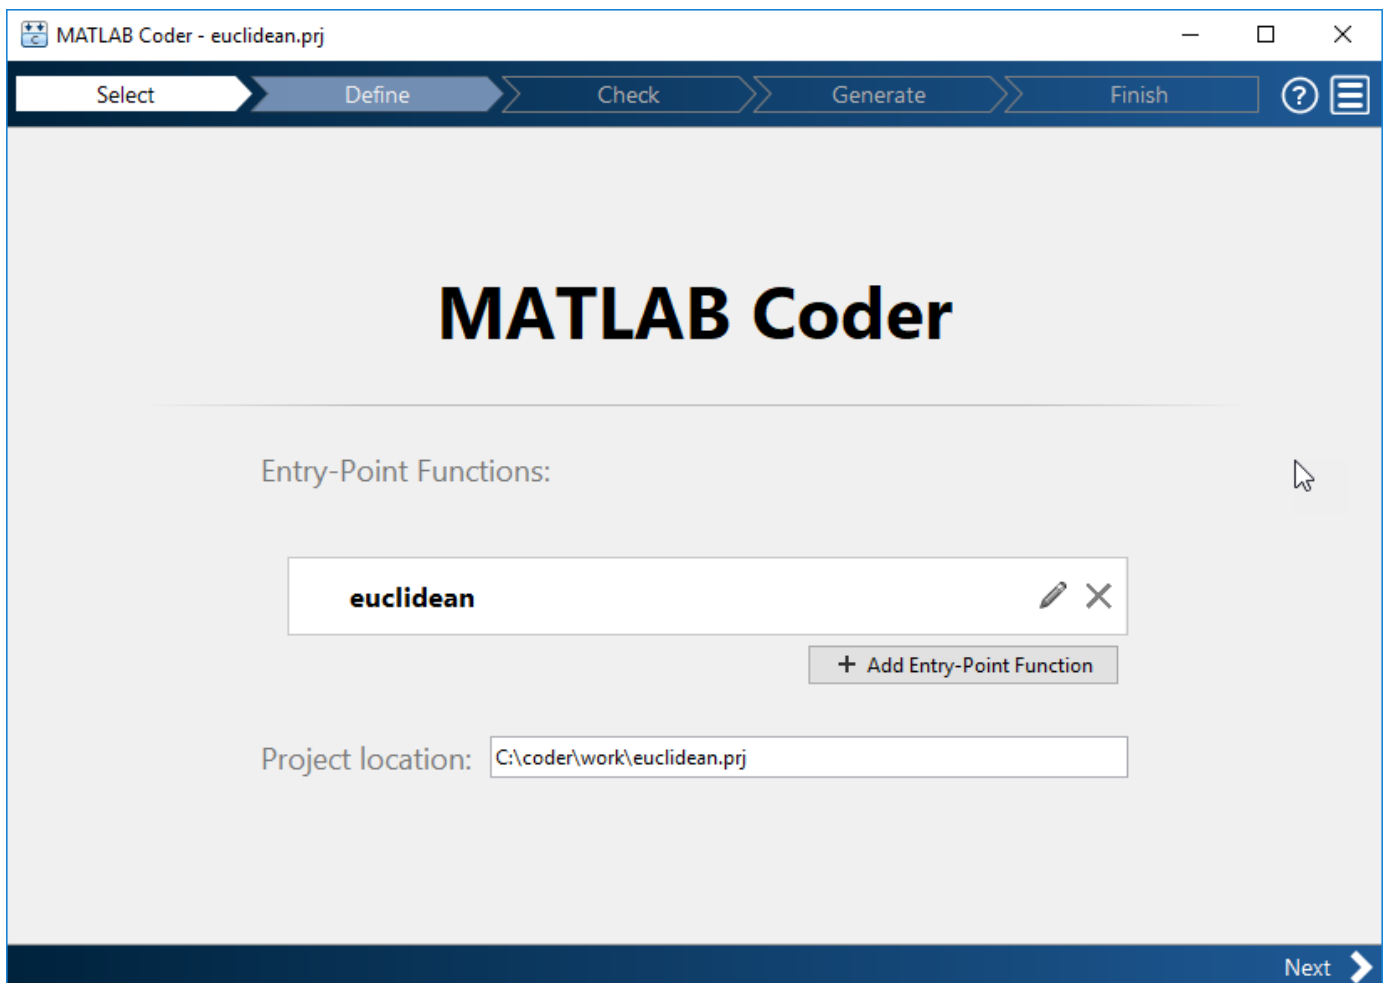 MATLAB Coder - euclidean.prj
Select Define Check Generate Finish ?
MATLAB Coder
Entry-Point Functions:
euclidean
+ Add Entry-Point Function
Project location: C:\coder\work\euclidean.prj
Next